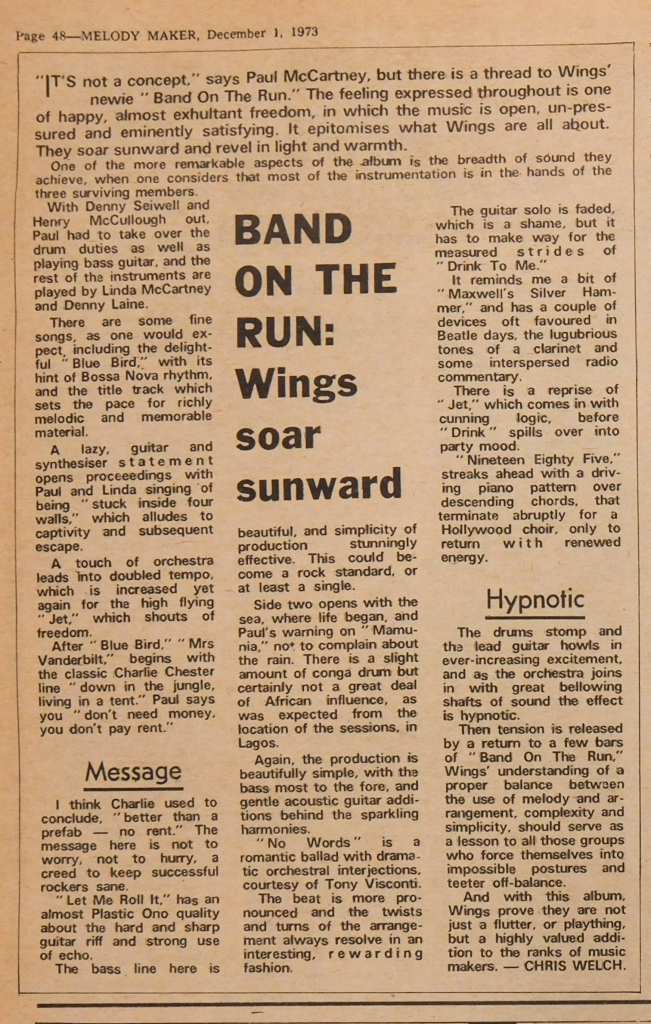 Page 48—MELODY MAKER, December 1, 1973
"IT'S not a concept," says Paul McCartney, but there is a thread to Wings'
newie "Band On The Run." The feeling expressed throughout is one
of happy, almost exhultant freedom, in which the music is open, un-pres-
sured and eminently satisfying. It epitomises what Wings are all about.
They soar sunward and revel in light and warmth.
One of the more remarkable aspects of the album is the breadth of sound they
achieve, when one considers that most of the instrumentation is in the hands of the
three surviving members.
With Denny Seiwell and
Henry McCullough out,
Paul had to take over the
drum duties as well as
playing bass guitar, and the
rest of the instruments are
played by Linda McCartney
and Denny Laine.
There are some fine
songs, as one would ex-
pect, including the delight-
ful "Blue Bird," with its
hint of Bossa Nova rhythm,
and the title track which
sets the pace for richly
melodic and memorable
material.
A lazy, guitar and
synthesiser statement
opens proceeedings with
Paul and Linda singing of
being "stuck inside four
walls," which alludes to
captivity and subsequent
escape.
A touch of orchestra
leads into doubled tempo,
which is increased yet
again for the high flying
"Jet," which shouts of
freedom.
After "Blue Bird," "Mrs
Vanderbilt," begins with
the classic Charlie Chester
line "down in the jungle,
living in a tent." Paul says
you "don't need money,
you don't pay rent."
Message
I think Charlie used to
conclude, "better than a
prefab — no rent." The
message here is not to
worry, not to hurry, a
creed to keep successful
rockers sane.
"Let Me Roll It," has an
almost Plastic Ono quality
about the hard and sharp
guitar riff and strong use
of echo.
The bass line here is
BAND
ON THE
RUN:
Wings
soar
sunward
beautiful, and simplicity of
production stunningly
effective. This could be-
come a rock standard, or
at least a single.
Side two opens with the
sea, where life began, and
Paul's warning on "Mamu-
nia," not to complain about
the rain. There is a slight
amount of conga drum but
certainly not a great deal
of African influence, as
was expected from the
location of the sessions, in
Lagos.
Again, the production is
beautifully simple, with the
bass most to the fore, and
gentle acoustic guitar addi-
tions behind the sparkling
harmonies.
"No Words" is a
romantic ballad with drama-
tic orchestral interjections,
courtesy of Tony Visconti.
The beat is more pro-
nounced and the twists
and turns of the arrange-
ment always resolve in an
interesting, rewarding
fashion.
The guitar solo is faded,
which is a shame, but it
has to make way for the
measured strides of
"Drink To Me."
It reminds me a bit of
"Maxwell's Silver Ham-
mer," and has a couple of
devices oft favoured in
Beatle days, the lugubrious
tones of a clarinet and
some interspersed radio
commentary.
There is a reprise of
"Jet," which comes in with
cunning logic, before
"Drink" spills over into
party mood.
"Nineteen Eighty Five,"
streaks ahead with a driv-
ing piano pattern over
descending chords, that
terminate abruptly for a
Hollywood choir, only to
return with renewed
energy.
Hypnotic
The drums stomp and
the lead guitar howls in
ever-increasing excitement,
and as the orchestra joins
in with great bellowing
shafts of sound the effect
is hypnotic.
Then tension is released
by a return to a few bars
of "Band On The Run,"
Wings' understanding of a
proper balance between
the use of melody and ar-
rangement, complexity and
simplicity, should serve as
a lesson to all those groups
who force themselves into
impossible postures and
teeter off-balance.
And with this album,
Wings prove they are not
just a flutter, or plaything,
but a highly valued addi-
tion to the ranks of music
makers. — CHRIS WELCH.